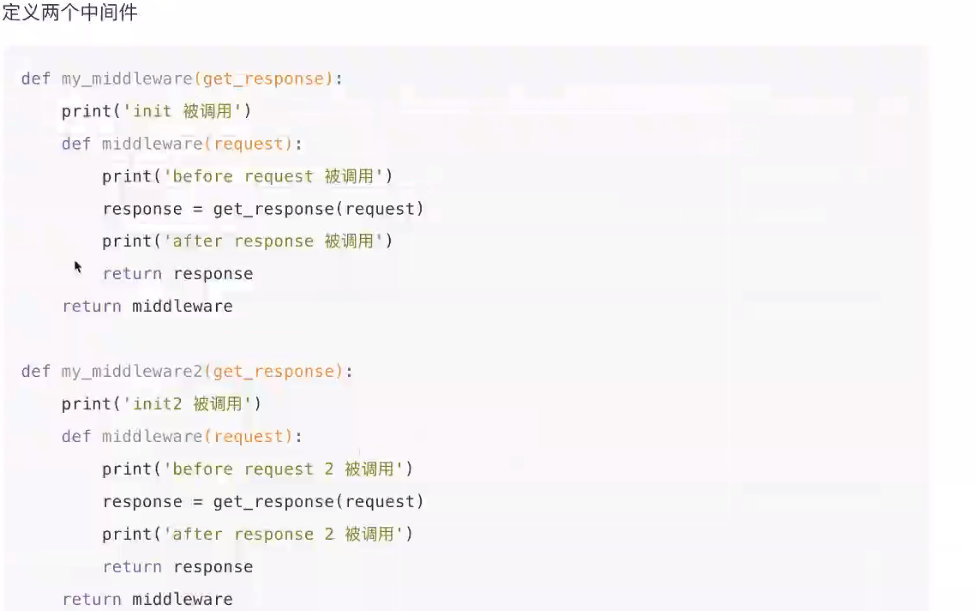 定义两个中间件
def my_middleware(get_response):
    print('init 被调用')
    def middleware(request):
        print('before request 被调用')
        response = get_response(request)
        print('after response 被调用')
        return response
    return middleware
def my_middleware2(get_response):
    print('init2 被调用')
    def middleware(request):
        print('before request 2 被调用')
        response = get_response(request)
        print('after response 2 被调用')
        return response
    return middleware